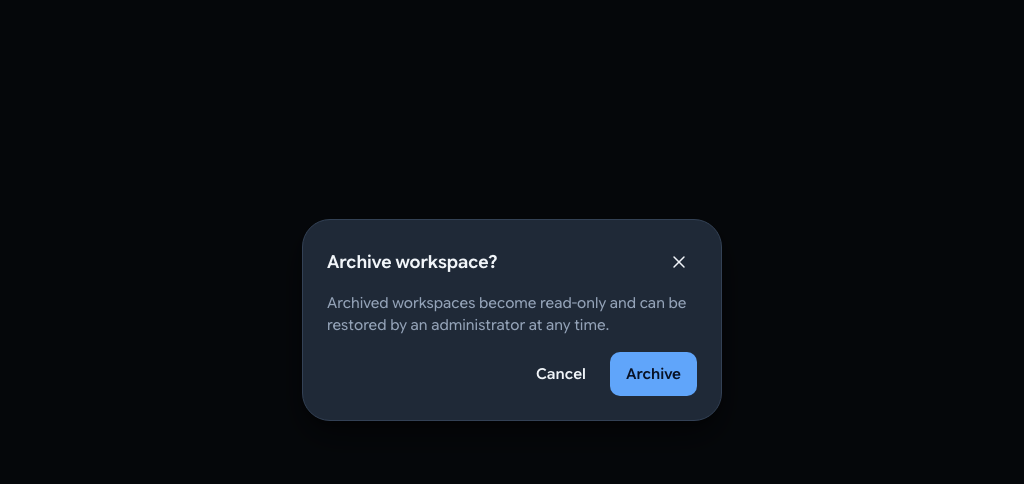 Archive workspace?
Archived workspaces become read-only and can be
restored by an administrator at any time.
Cancel
Archive